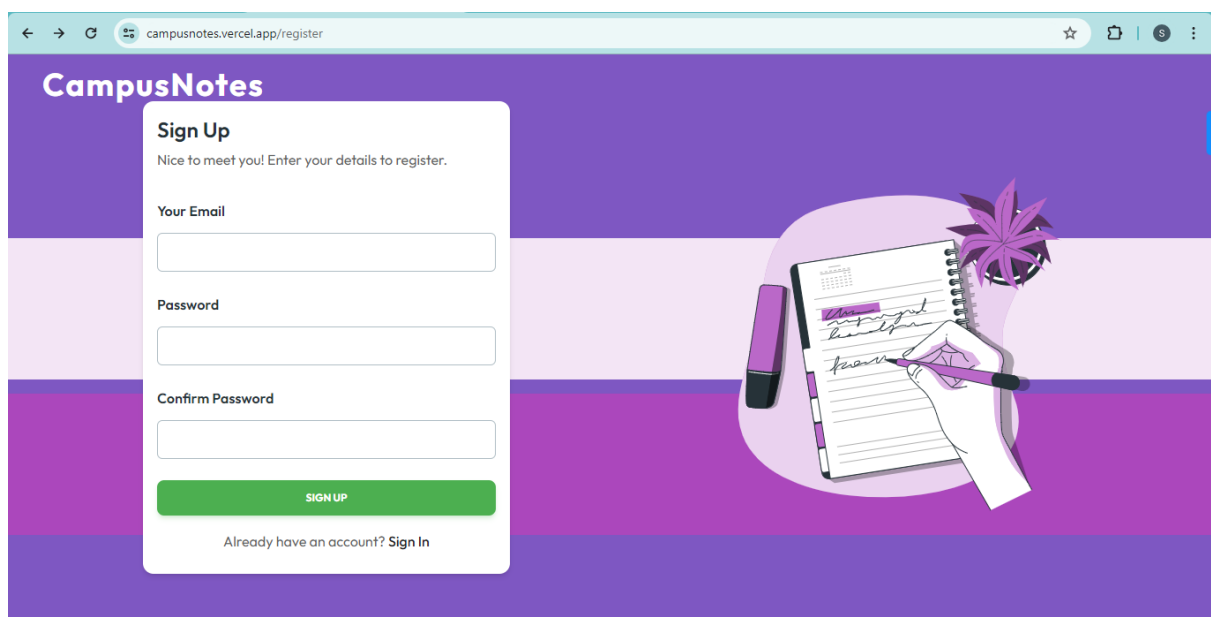 campusnotes.vercel.app/register
S
CampusNotes
Sign Up
Nice to meet you! Enter your details to register.
Your Email
Password
Confirm Password
SIGN UP
Already have an account? Sign In